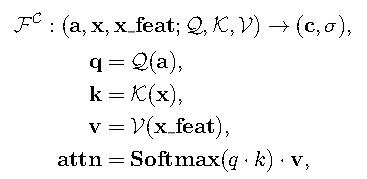 𝓕^𝓒 : (𝐚, 𝐱, 𝐱_𝐟𝐞𝐚𝐭; 𝒬, 𝒦, 𝒱) → (𝐜, σ),
𝐪 = 𝒬(𝐚),
𝐤 = 𝒦(𝐱),
𝐯 = 𝒱(𝐱_𝐟𝐞𝐚𝐭),
𝐚𝐭𝐭𝐧 = 𝐒𝐨𝐟𝐭𝐦𝐚𝐱(q · k) · 𝐯,